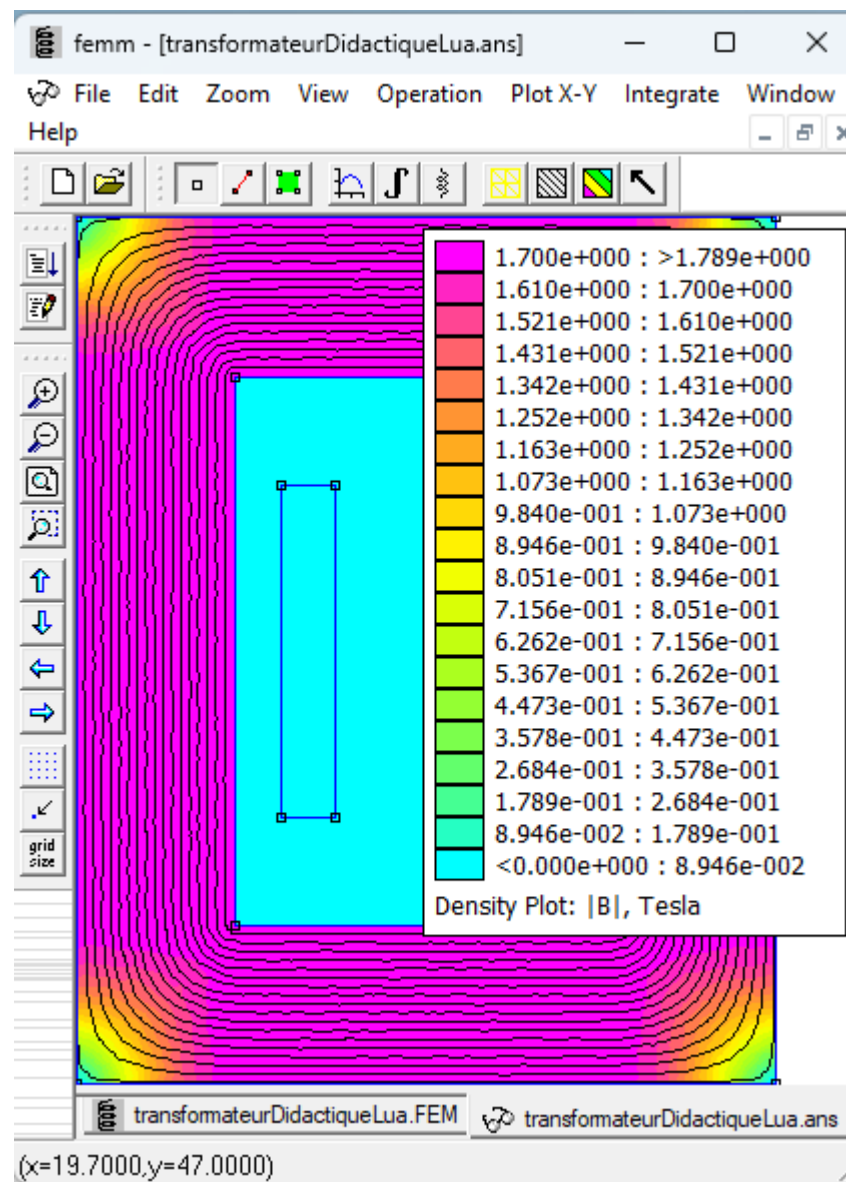 femm - [transformateurDidactiqueLua.ans]
File Edit Zoom View Operation Plot X-Y Integrate Window
Help
1.700e+000 : >1.789e+000
1.610e+000 : 1.700e+000
1.521e+000 : 1.610e+000
1.431e+000 : 1.521e+000
1.342e+000 : 1.431e+000
1.252e+000 : 1.342e+000
1.163e+000 : 1.252e+000
1.073e+000 : 1.163e+000
9.840e-001 : 1.073e+000
8.946e-001 : 9.840e-001
8.051e-001 : 8.946e-001
7.156e-001 : 8.051e-001
6.262e-001 : 7.156e-001
5.367e-001 : 6.262e-001
4.473e-001 : 5.367e-001
3.578e-001 : 4.473e-001
2.684e-001 : 3.578e-001
1.789e-001 : 2.684e-001
8.946e-002 : 1.789e-001
<0.000e+000 : 8.946e-002
Density Plot: |B|, Tesla
grid
size
transformateurDidactiqueLua.FEM transformateurDidactiqueLua.ans
(x=19.7000,y=47.0000)